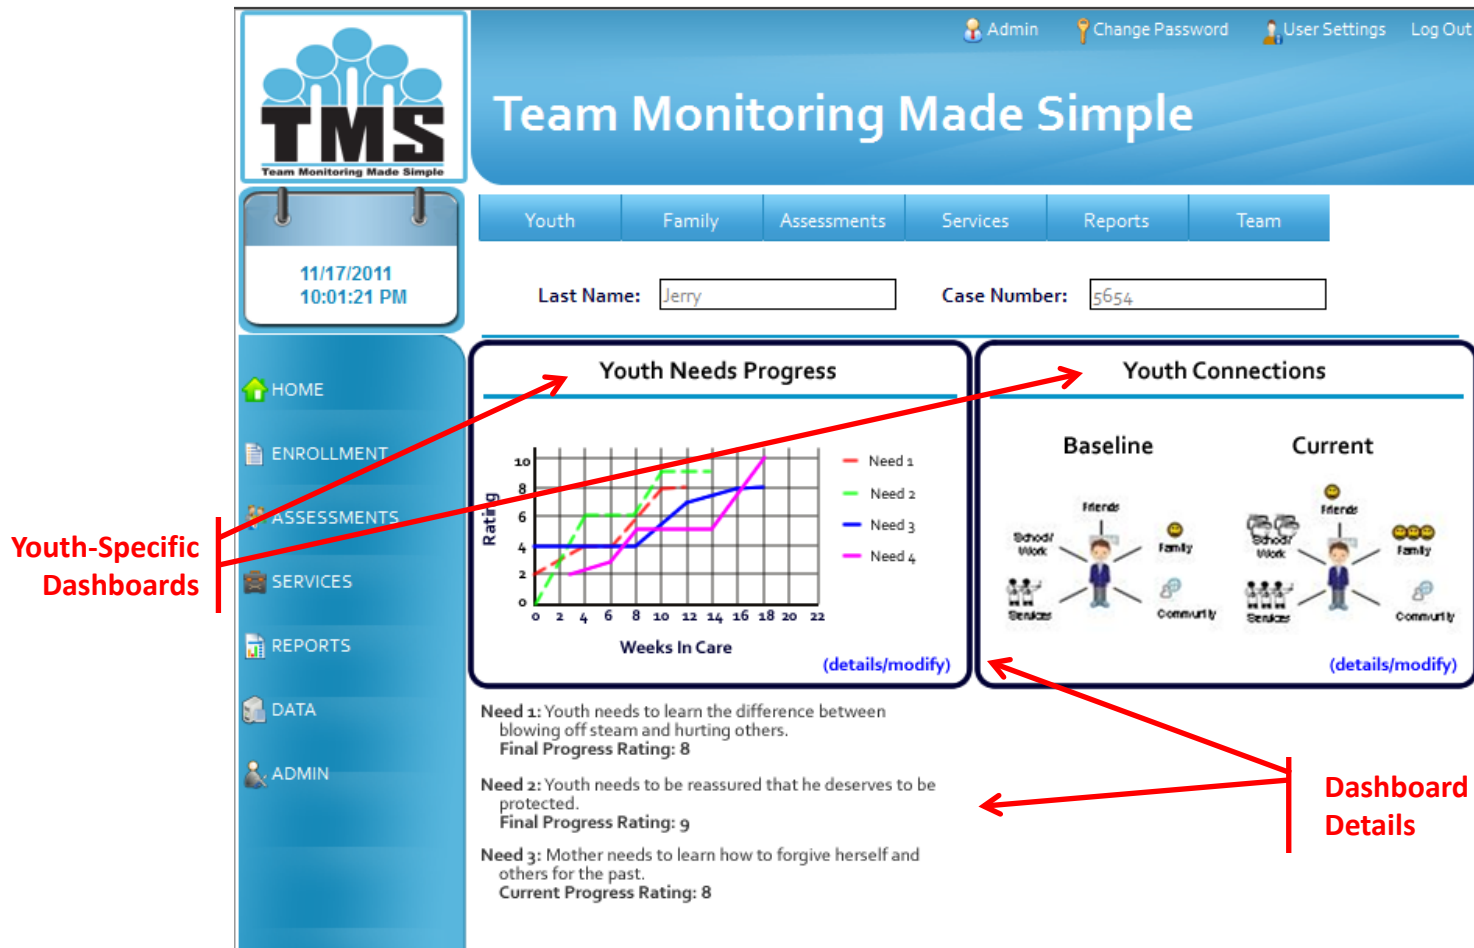 Admin Change Password User Settings Log Out
TMS
Team Monitoring Made Simple
Team Monitoring Made Simple
Youth Family Assessments Services Reports Team
11/17/2011
10:01:21 PM
Last Name: Jerry Case Number: 5654
HOME
ENROLLMENT
ASSESSMENTS
SERVICES
REPORTS
DATA
ADMIN
Youth-Specific
Dashboards
Youth Needs Progress
Rating
10
8
6
4
2
0
0 2 4 6 8 10 12 14 16 18 20 22
Weeks In Care
Need 1
Need 2
Need 3
Need 4
(details/modify)
Youth Connections
Baseline Current
Friends
School/
Work
Family
Services
Community
Friends
School/
Work
Family
Services
Community
(details/modify)
Need 1: Youth needs to learn the difference between
blowing off steam and hurting others.
Final Progress Rating: 8
Need 2: Youth needs to be reassured that he deserves to be
protected.
Final Progress Rating: 9
Need 3: Mother needs to learn how to forgive herself and
others for the past.
Current Progress Rating: 8
Dashboard
Details